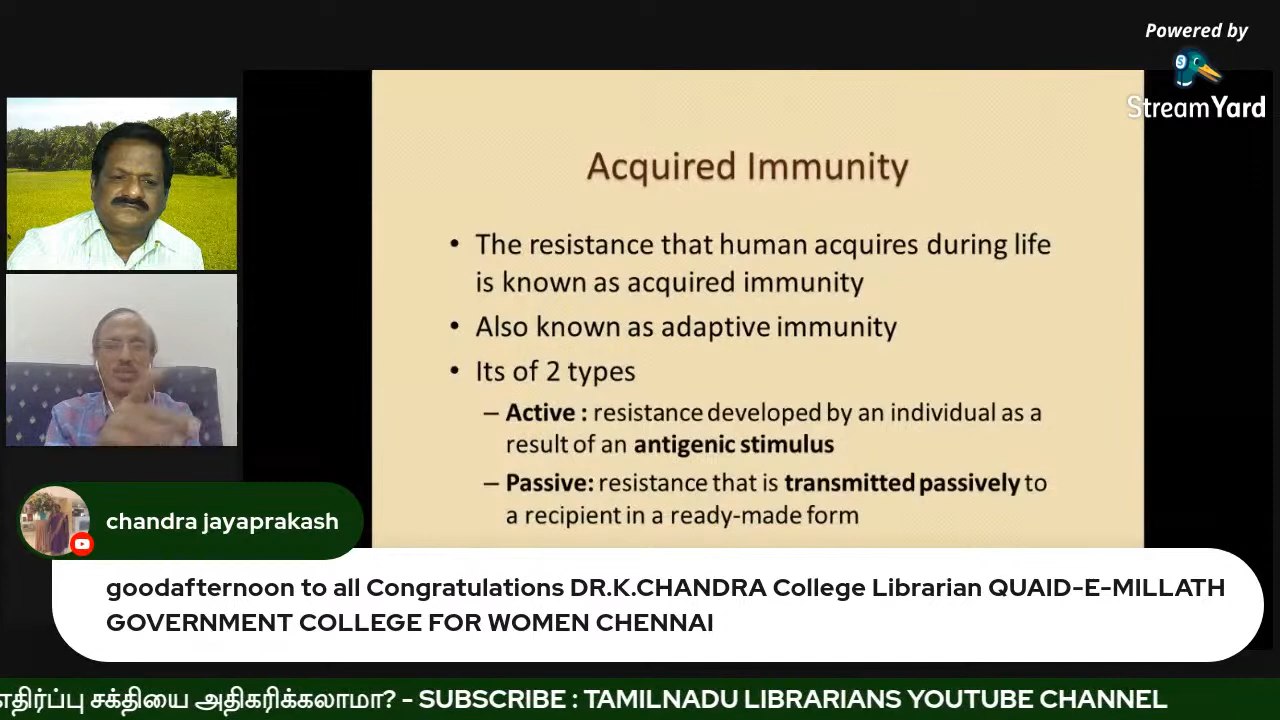 Powered by
StreamYard
Acquired Immunity
• The resistance that human acquires during life
is known as acquired immunity
• Also known as adaptive immunity
• Its of 2 types
– Active : resistance developed by an individual as a
result of an antigenic stimulus
– Passive: resistance that is transmitted passively to
a recipient in a ready-made form
chandra jayaprakash
goodafternoon to all Congratulations DR.K.CHANDRA College Librarian QUAID-E-MILLATH
GOVERNMENT COLLEGE FOR WOMEN CHENNAI
எதிர்ப்பு சக்தியை அதிகரிக்கலாமா? - SUBSCRIBE : TAMILNADU LIBRARIANS YOUTUBE CHANNEL